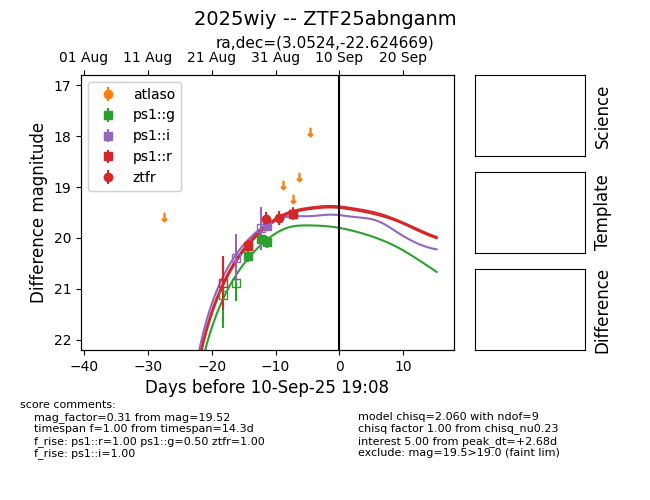 2025wiy -- ZTF25abnganm
ra,dec=(3.0524,-22.624669)
01 Aug 11 Aug 21 Aug 31 Aug 10 Sep 20 Sep
Difference magnitude
17
18
19
20
21
22
atlaso
ps1::g
ps1::i
ps1::r
ztfr
−40 −30 −20 −10 0 10
Days before 10-Sep-25 19:08
Science
Template
Difference
score comments:
mag_factor=0.31 from mag=19.52
timespan f=1.00 from timespan=14.3d
f_rise: ps1::r=1.00 ps1::g=0.50 ztfr=1.00
f_rise: ps1::i=1.00
model chisq=2.060 with ndof=9
chisq factor 1.00 from chisq_nu0.23
interest 5.00 from peak_dt=+2.68d
exclude: mag=19.5>19.0 (faint lim)